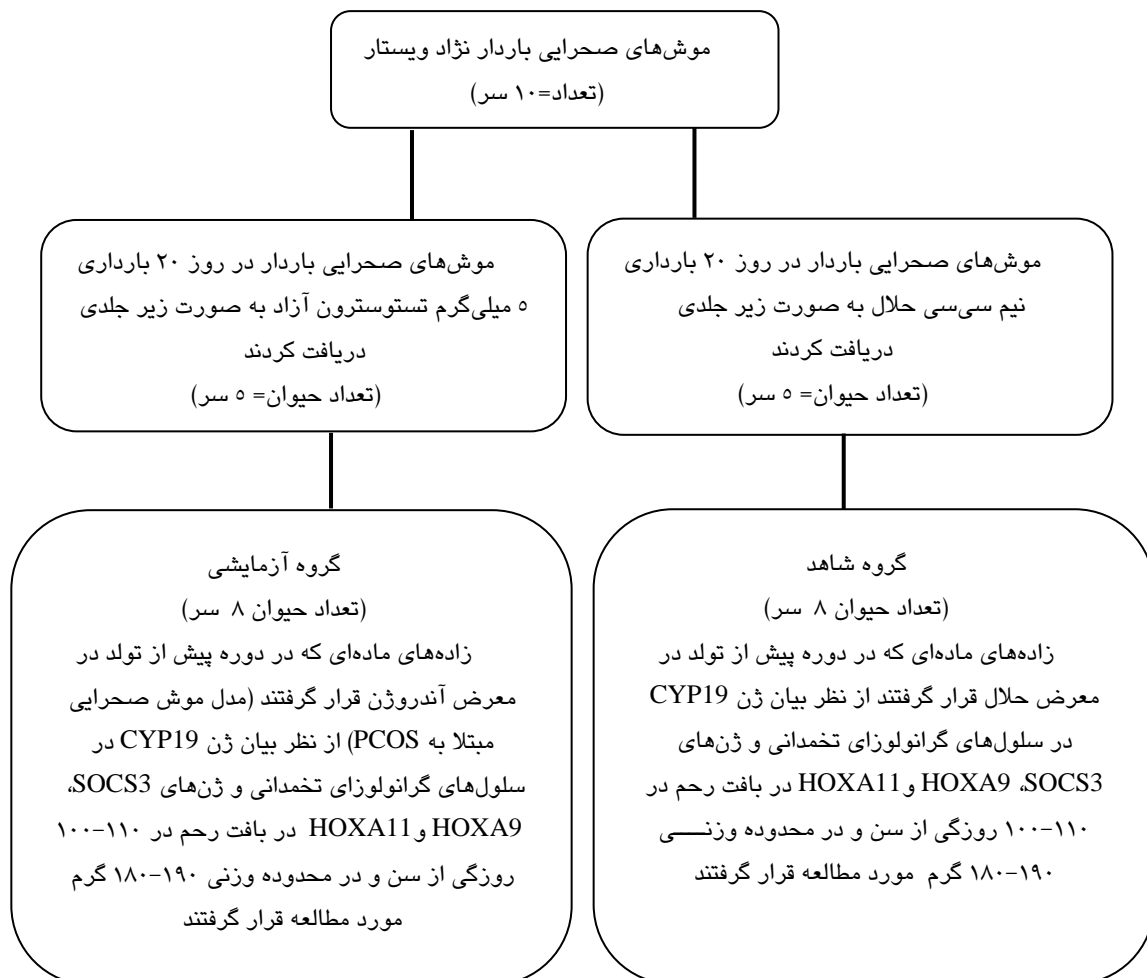 موش‌های صحرایی باردار نژاد ویستار
(تعداد=۱۰ سر)
موش‌های صحرایی باردار در روز ۲۰ بارداری
نیم سی‌سی حلال به صورت زیر جلدی
دریافت کردند
(تعداد حیوان= ۵ سر)
موش‌های صحرایی باردار در روز ۲۰ بارداری
۵ میلی‌گرم تستوسترون آزاد به صورت زیر جلدی
دریافت کردند
(تعداد حیوان= ۵ سر)
گروه شاهد
(تعداد حیوان ۸ سر)
زاده‌های ماده‌ای که در دوره پیش از تولد در
معرض حلال قرار گرفتند از نظر بیان ژن CYP19
در سلول‌های گرانولوزای تخمدانی و ژن‌های
SOCS3، HOXA9 و HOXA11 در بافت رحم در
۱۰۰-۱۱۰ روزگی از سن و در محدوده وزنــــی
۱۸۰-۱۹۰ گرم مورد مطالعه قرار گرفتند
گروه آزمایشی
(تعداد حیوان ۸ سر)
زاده‌های ماده‌ای که در دوره پیش از تولد در
معرض آندروژن قرار گرفتند (مدل موش صحرایی
مبتلا به PCOS) از نظر بیان ژن CYP19 در
سلول‌های گرانولوزای تخمدانی و ژن‌های SOCS3،
HOXA9 و HOXA11 در بافت رحم در ۱۱۰-۱۰۰
روزگی از سن و در محدوده وزنی ۱۹۰-۱۸۰ گرم
مورد مطالعه قرار گرفتند